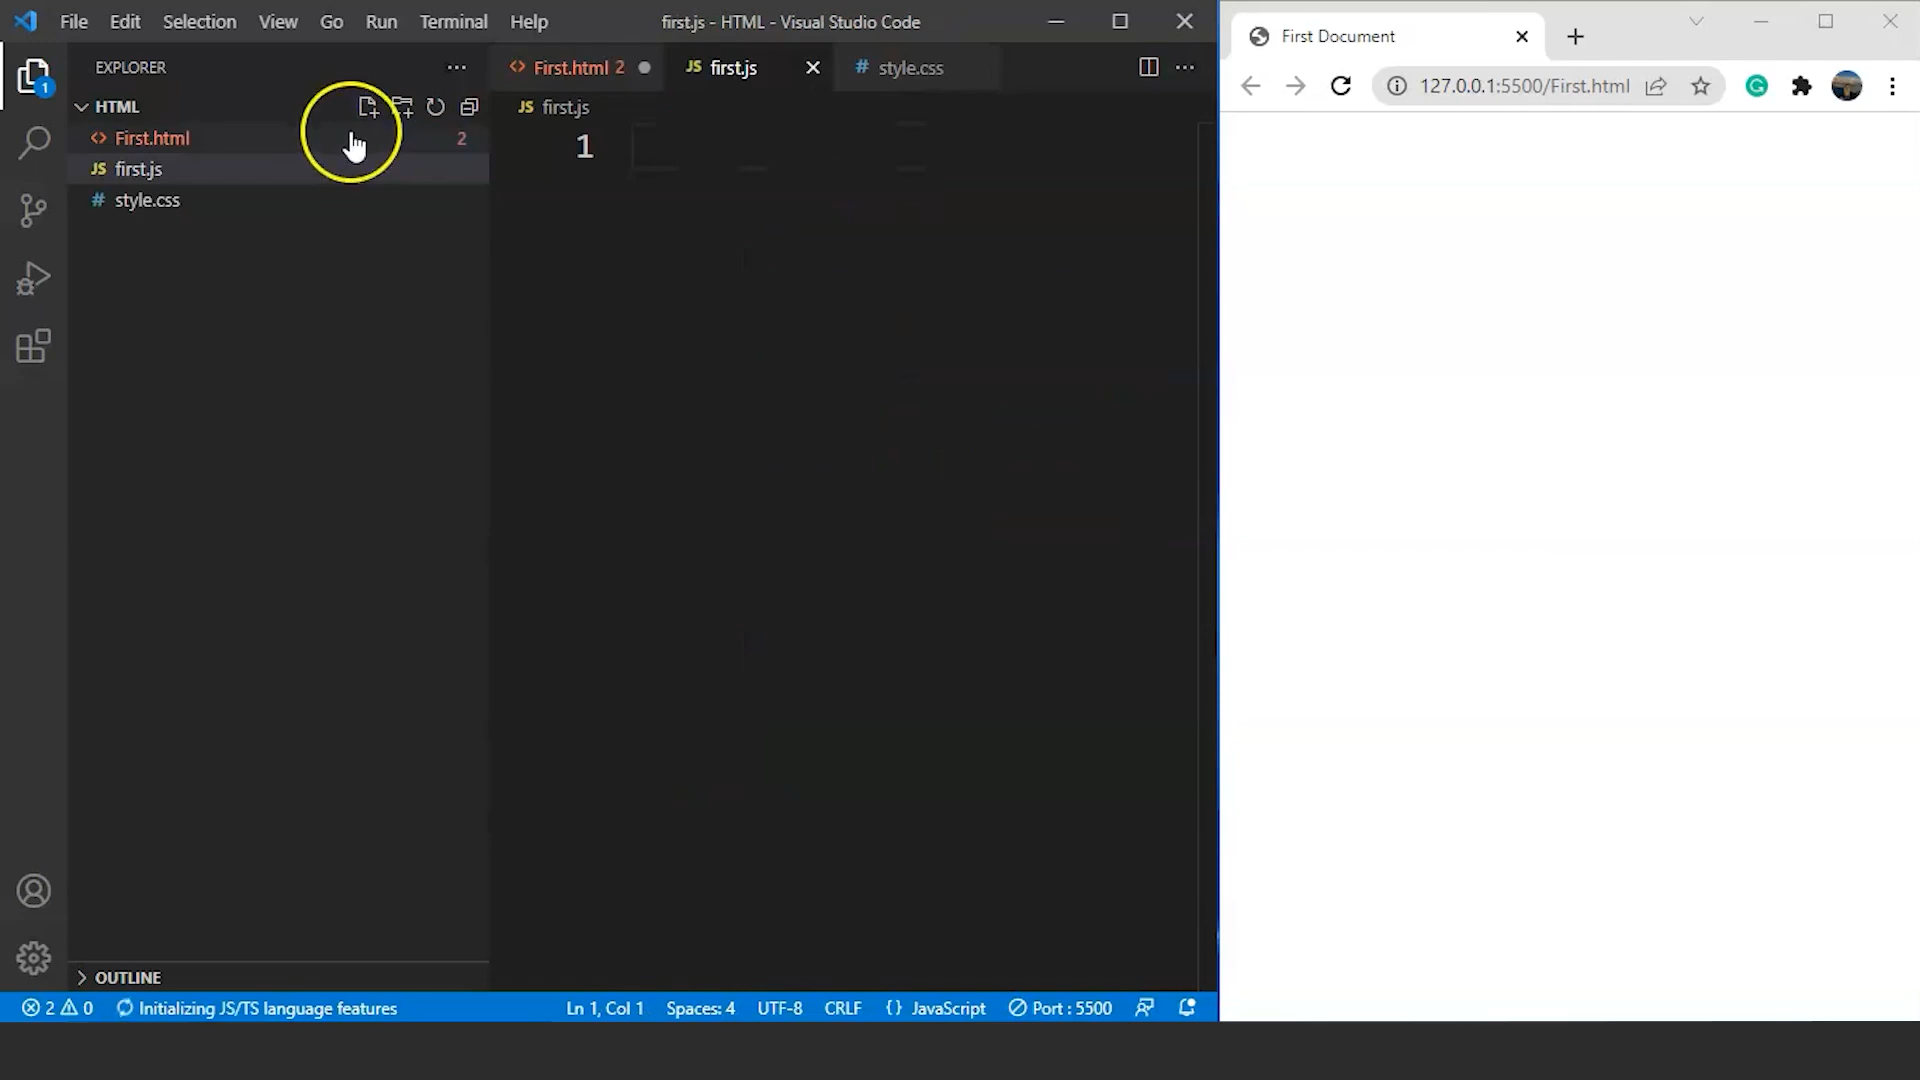 File Edit Selection View Go Run Terminal Help first.js - HTML - Visual Studio Code
EXPLORER
HTML
1
<> First.html 2
JS first.js
# style.css
<> First.html 2
JS first.js
# style.css
JS first.js
1
OUTLINE
2 0 Initializing JS/TS language features Ln 1, Col 1 Spaces: 4 UTF-8 CRLF {} JavaScript Port : 5500
First Document
127.0.0.1:5500/First.html
G